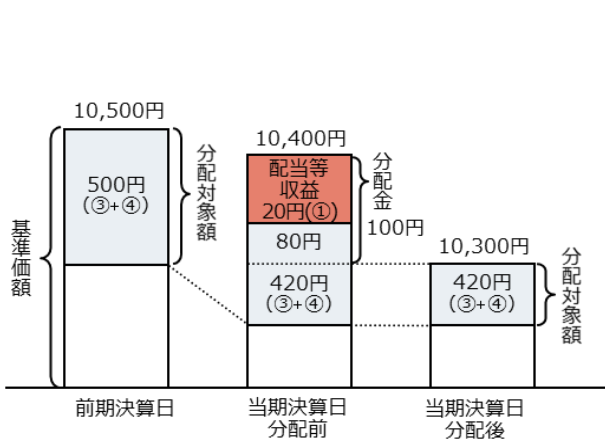 10,500円
500円
(③+④)
分配対象額
基準価額
前期決算日
10,400円
配当等
収益
20円(①)
80円
420円
(③+④)
分配金
100円
当期決算日
分配前
10,300円
420円
(③+④)
分配対象額
当期決算日
分配後